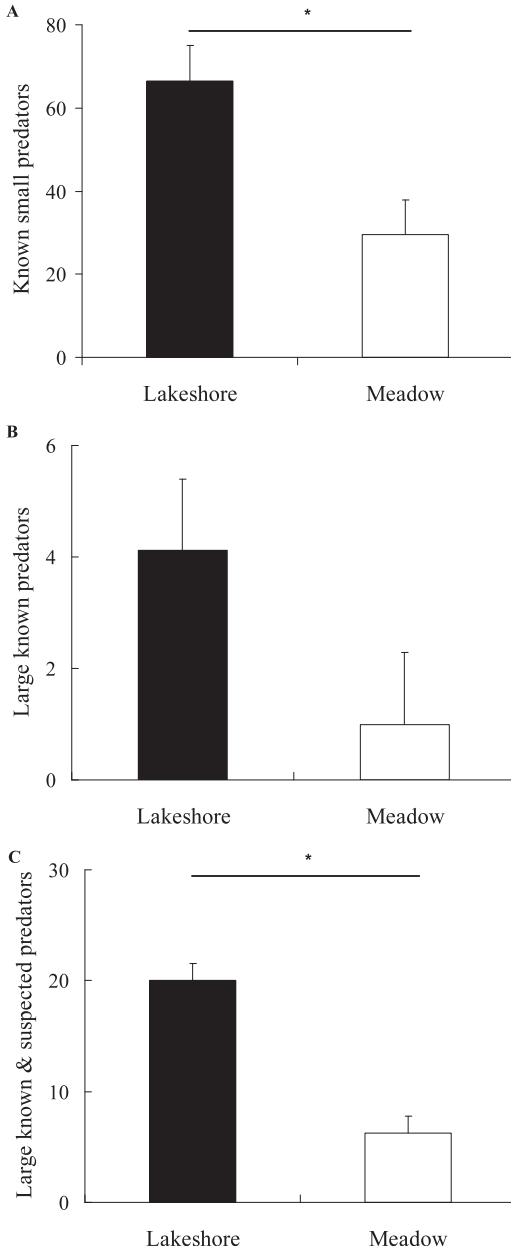 A
*
80
60
40
20
0
Known small predators
Lakeshore Meadow
B
6
4
2
0
Large known predators
Lakeshore Meadow
C
*
30
20
10
0
Large known & suspected predators
Lakeshore Meadow